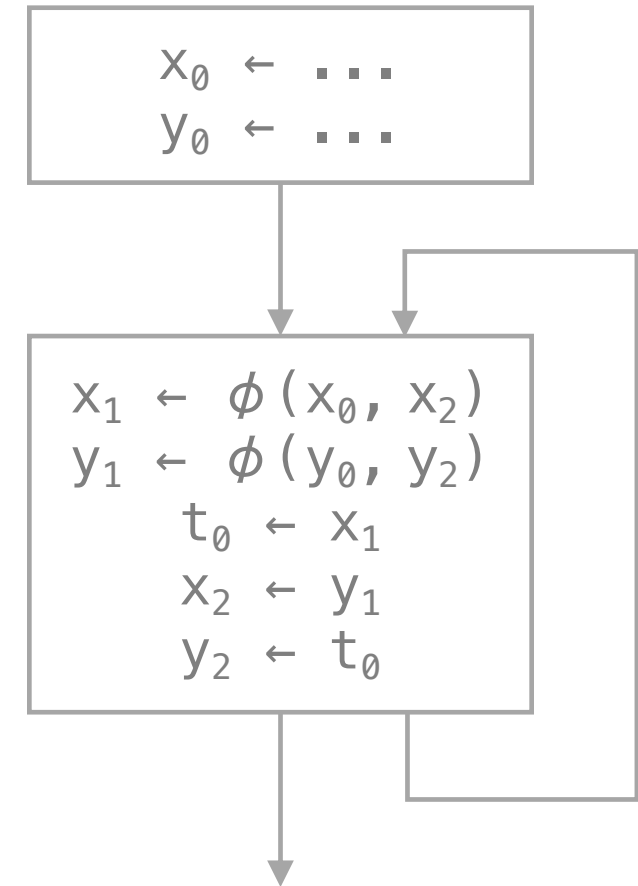 x₀ ← ...
y₀ ← ...
x₁ ← ϕ(x₀, x₂)
y₁ ← ϕ(y₀, y₂)
t₀ ← x₁
x₂ ← y₁
y₂ ← t₀